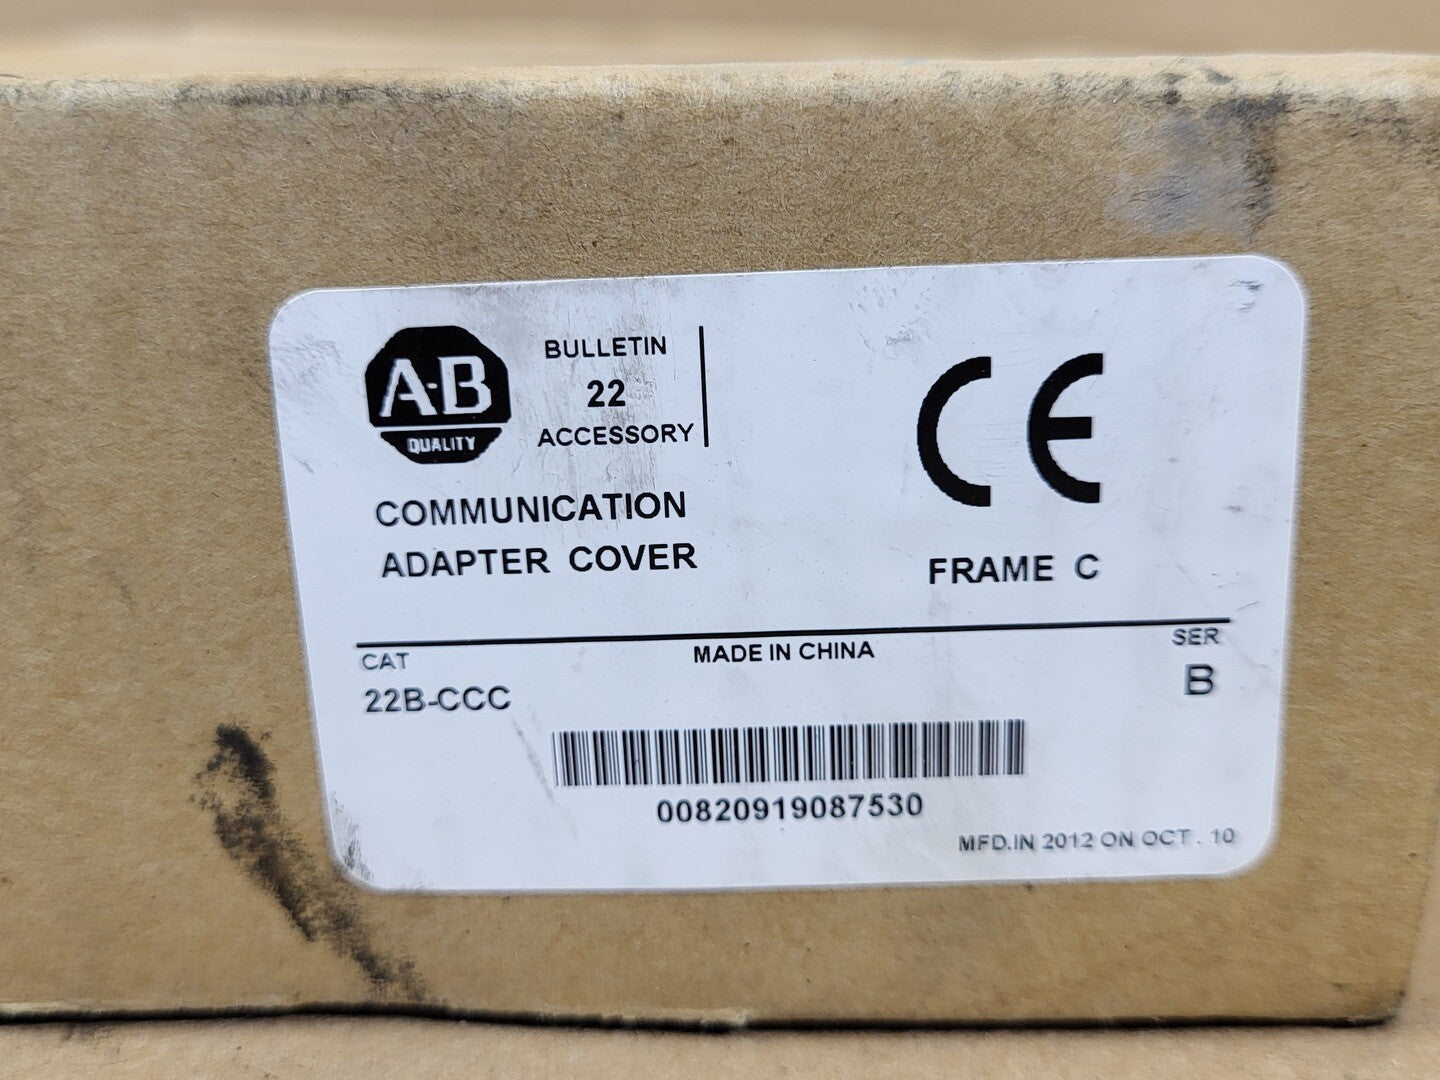 A-B
QUALITY
BULLETIN
22
ACCESSORY
COMMUNICATION
ADAPTER COVER
CE
FRAME C
CAT
MADE IN CHINA
SER
22B-CCC
B
00820919087530
MFD.IN 2012 ON OCT . 10